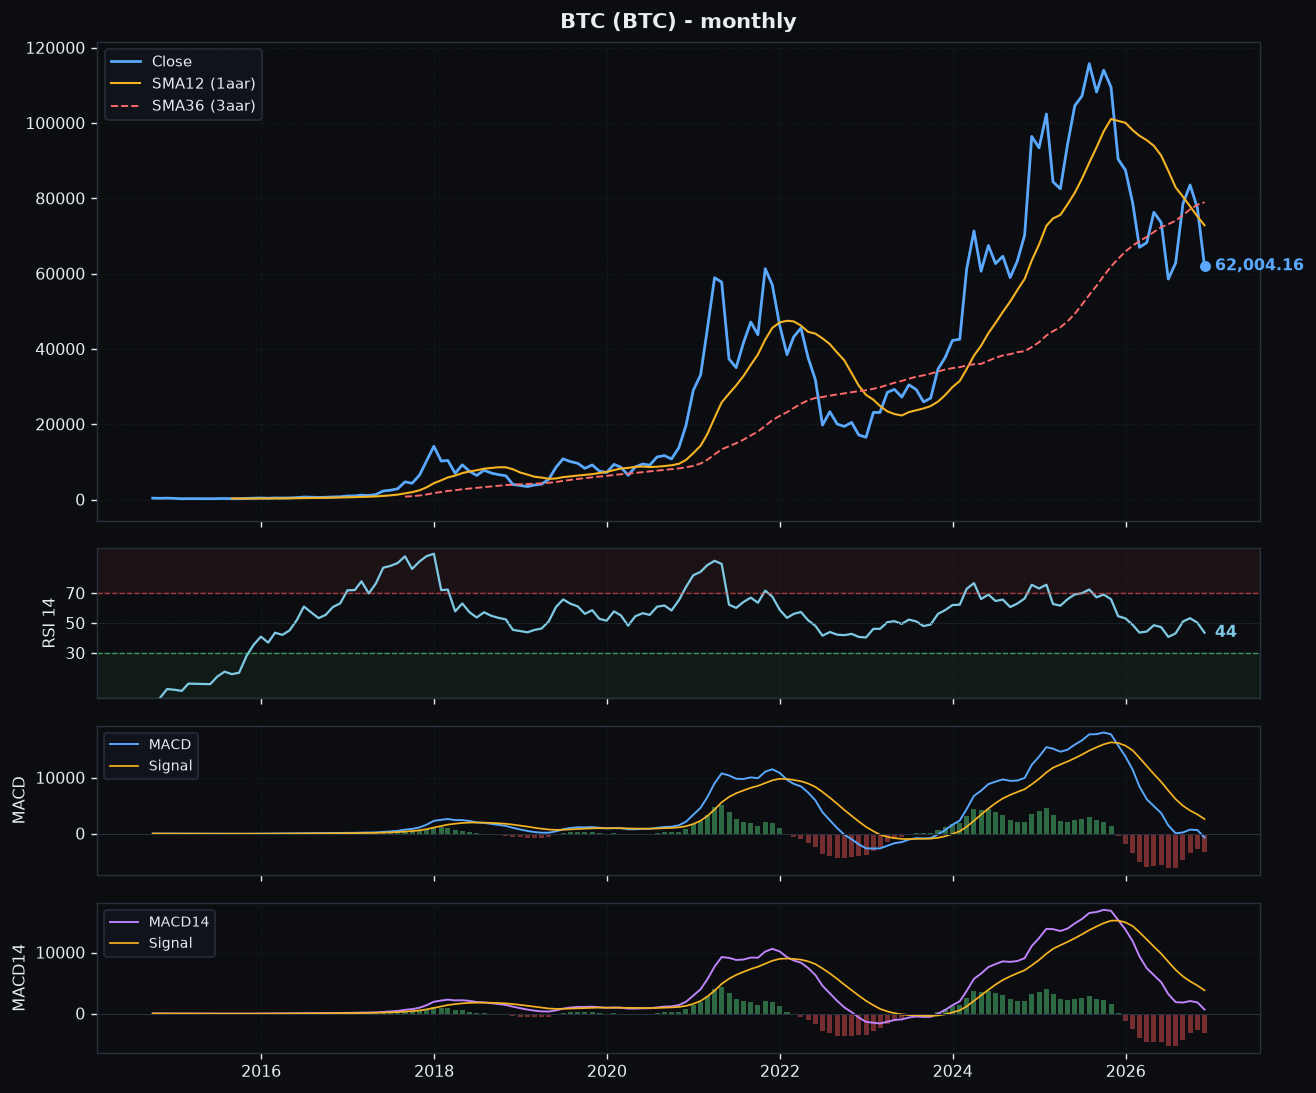 BTC (BTC) - monthly
Close
SMA12 (1aar)
SMA36 (3aar)
120000
100000
80000
60000
40000
20000
0
62,004.16
RSI 14
70
50
30
44
MACD
MACD
Signal
10000
0
MACD14
MACD14
Signal
10000
0
2016 2018 2020 2022 2024 2026